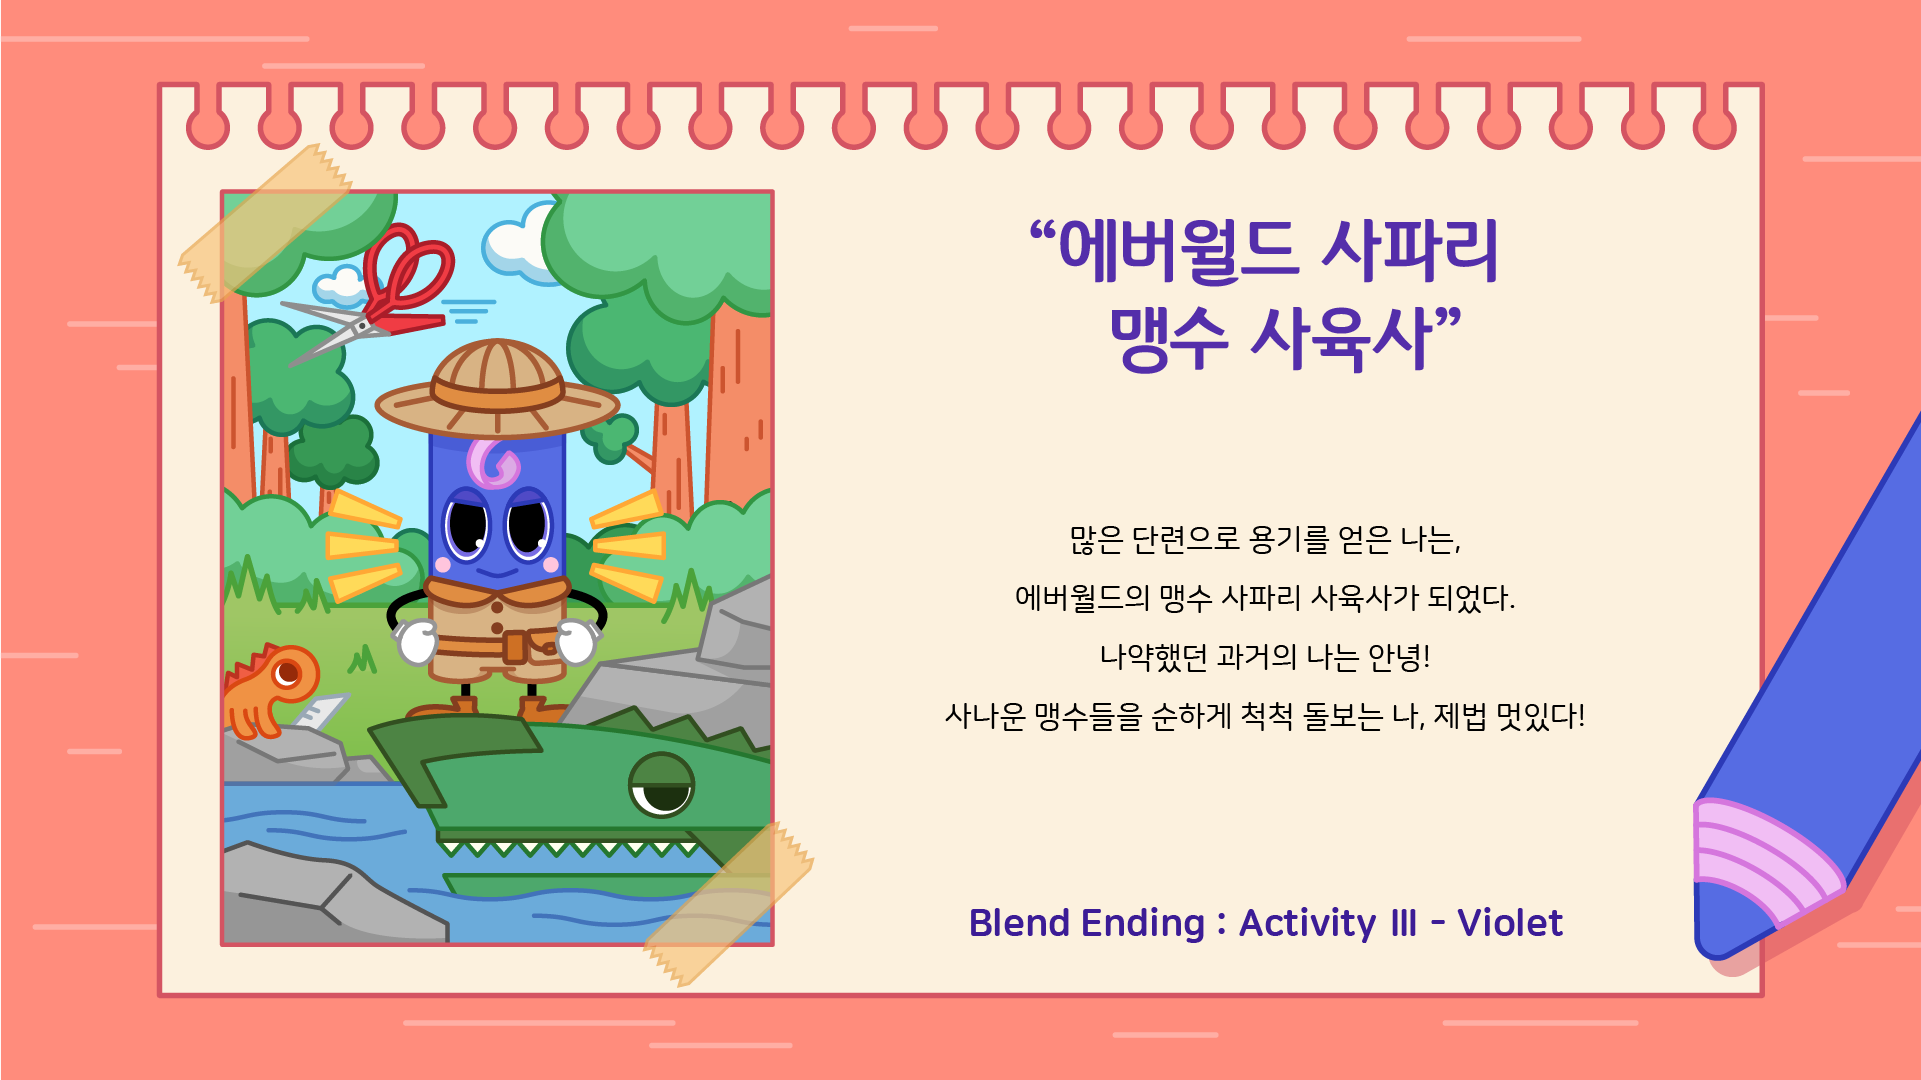 “에버월드 사파리
맹수 사육사”
많은 단련으로 용기를 얻은 나는,
에버월드의 맹수 사파리 사육사가 되었다.
나약했던 과거의 나는 안녕!
사나운 맹수들을 순하게 척척 돌보는 나, 제법 멋있다!
Blend Ending : Activity III - Violet